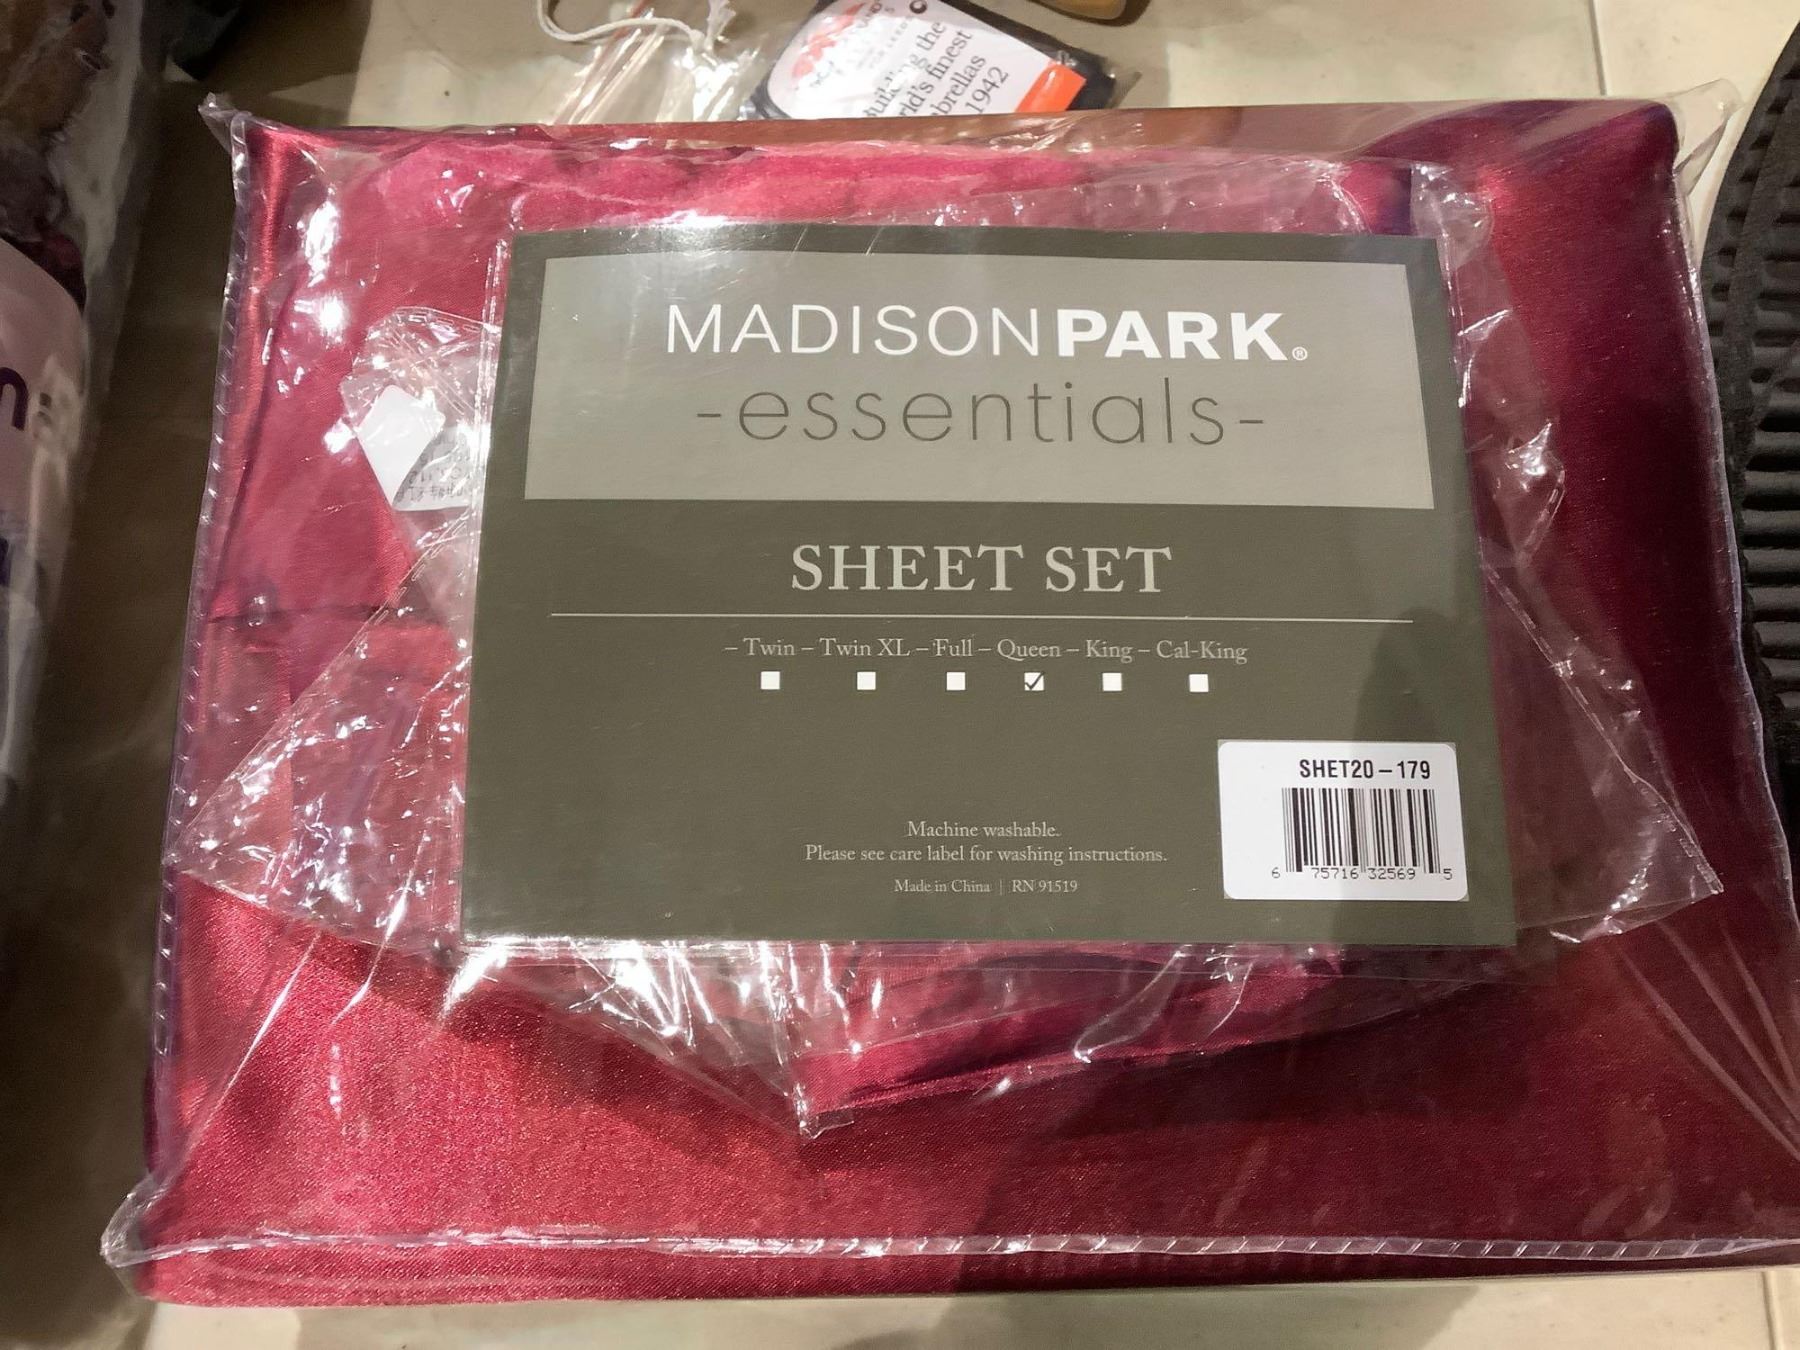 Building the
world's finest
umbrellas
1942
MADISONPARK®
-essentials-
SHEET SET
– Twin – Twin XL – Full – Queen – King – Cal-King
✓
SHET20-179
6 75716 32569 5
Machine washable.
Please see care label for washing instructions.
Made in China | RN 91519